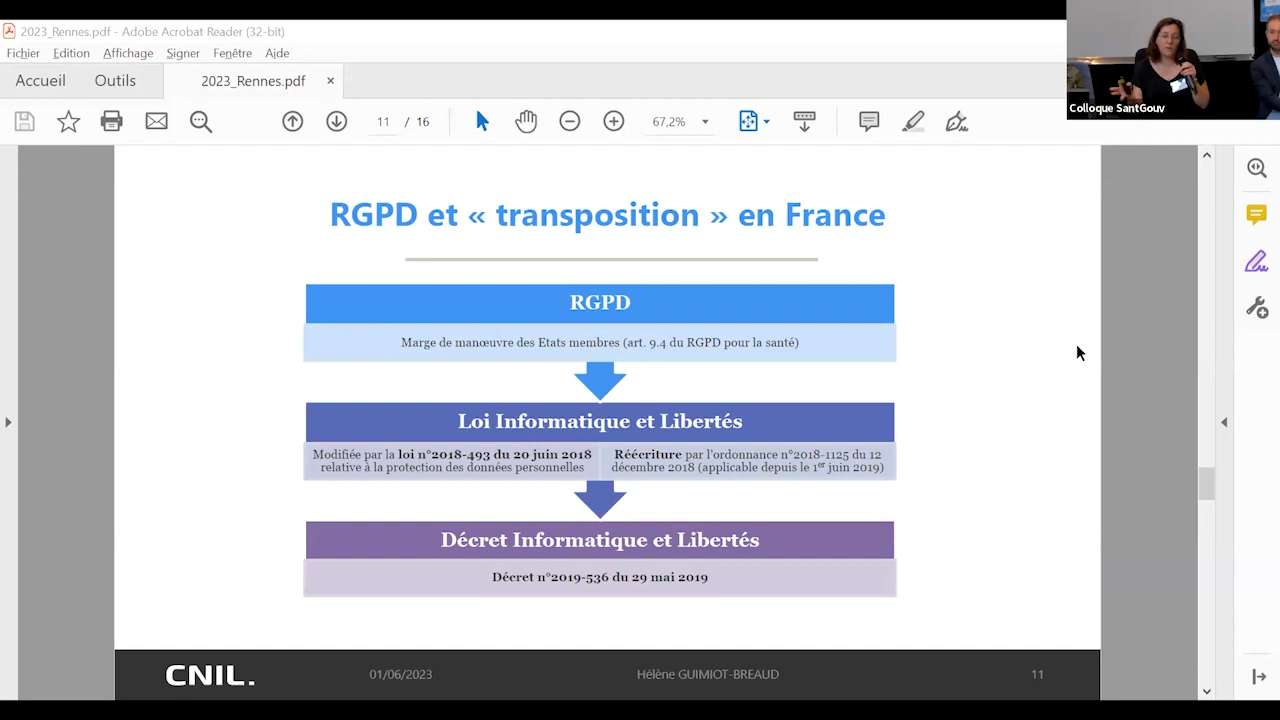 2023_Rennes.pdf - Adobe Acrobat Reader (32-bit)
Fichier Edition Affichage Signer Fenêtre Aide
Accueil Outils 2023_Rennes.pdf ×
11 / 16 67,2%
Colloque SantGouv
RGPD et « transposition » en France
RGPD
Marge de manœuvre des Etats membres (art. 9.4 du RGPD pour la santé)
Loi Informatique et Libertés
Modifiée par la loi n°2018-493 du 20 juin 2018
relative à la protection des données personnelles
Réécriture par l'ordonnance n°2018-1125 du 12
décembre 2018 (applicable depuis le 1er juin 2019)
Décret Informatique et Libertés
Décret n°2019-536 du 29 mai 2019
CNIL. 01/06/2023 Hélène GUIMIOT-BREAUD 11